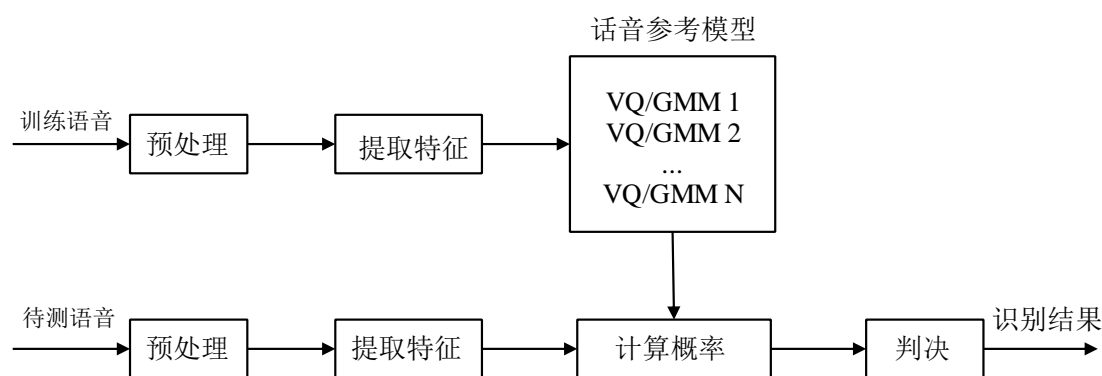 话音参考模型
训练语音
预处理
提取特征
VQ/GMM 1
VQ/GMM 2
...
VQ/GMM N
待测语音
预处理
提取特征
计算概率
判决
识别结果